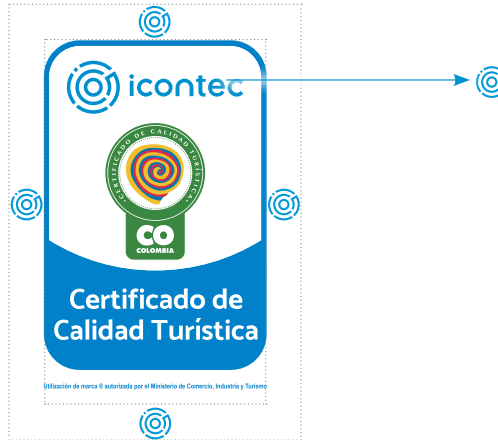 icontec
·CERTIFICADO DE CALIDAD TURÍSTICA·
CO
COLOMBIA
Certificado de
Calidad Turística
Utilización de marca ® autorizada por el Ministerio de Comercio, Industria y Turismo